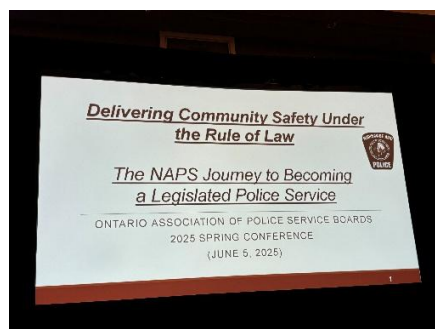 Delivering Community Safety Under
the Rule of Law
POLICE
The NAPS Journey to Becoming
a Legislated Police Service
ONTARIO ASSOCIATION OF POLICE SERVICE BOARDS
2025 SPRING CONFERENCE
(JUNE 5, 2025)
1